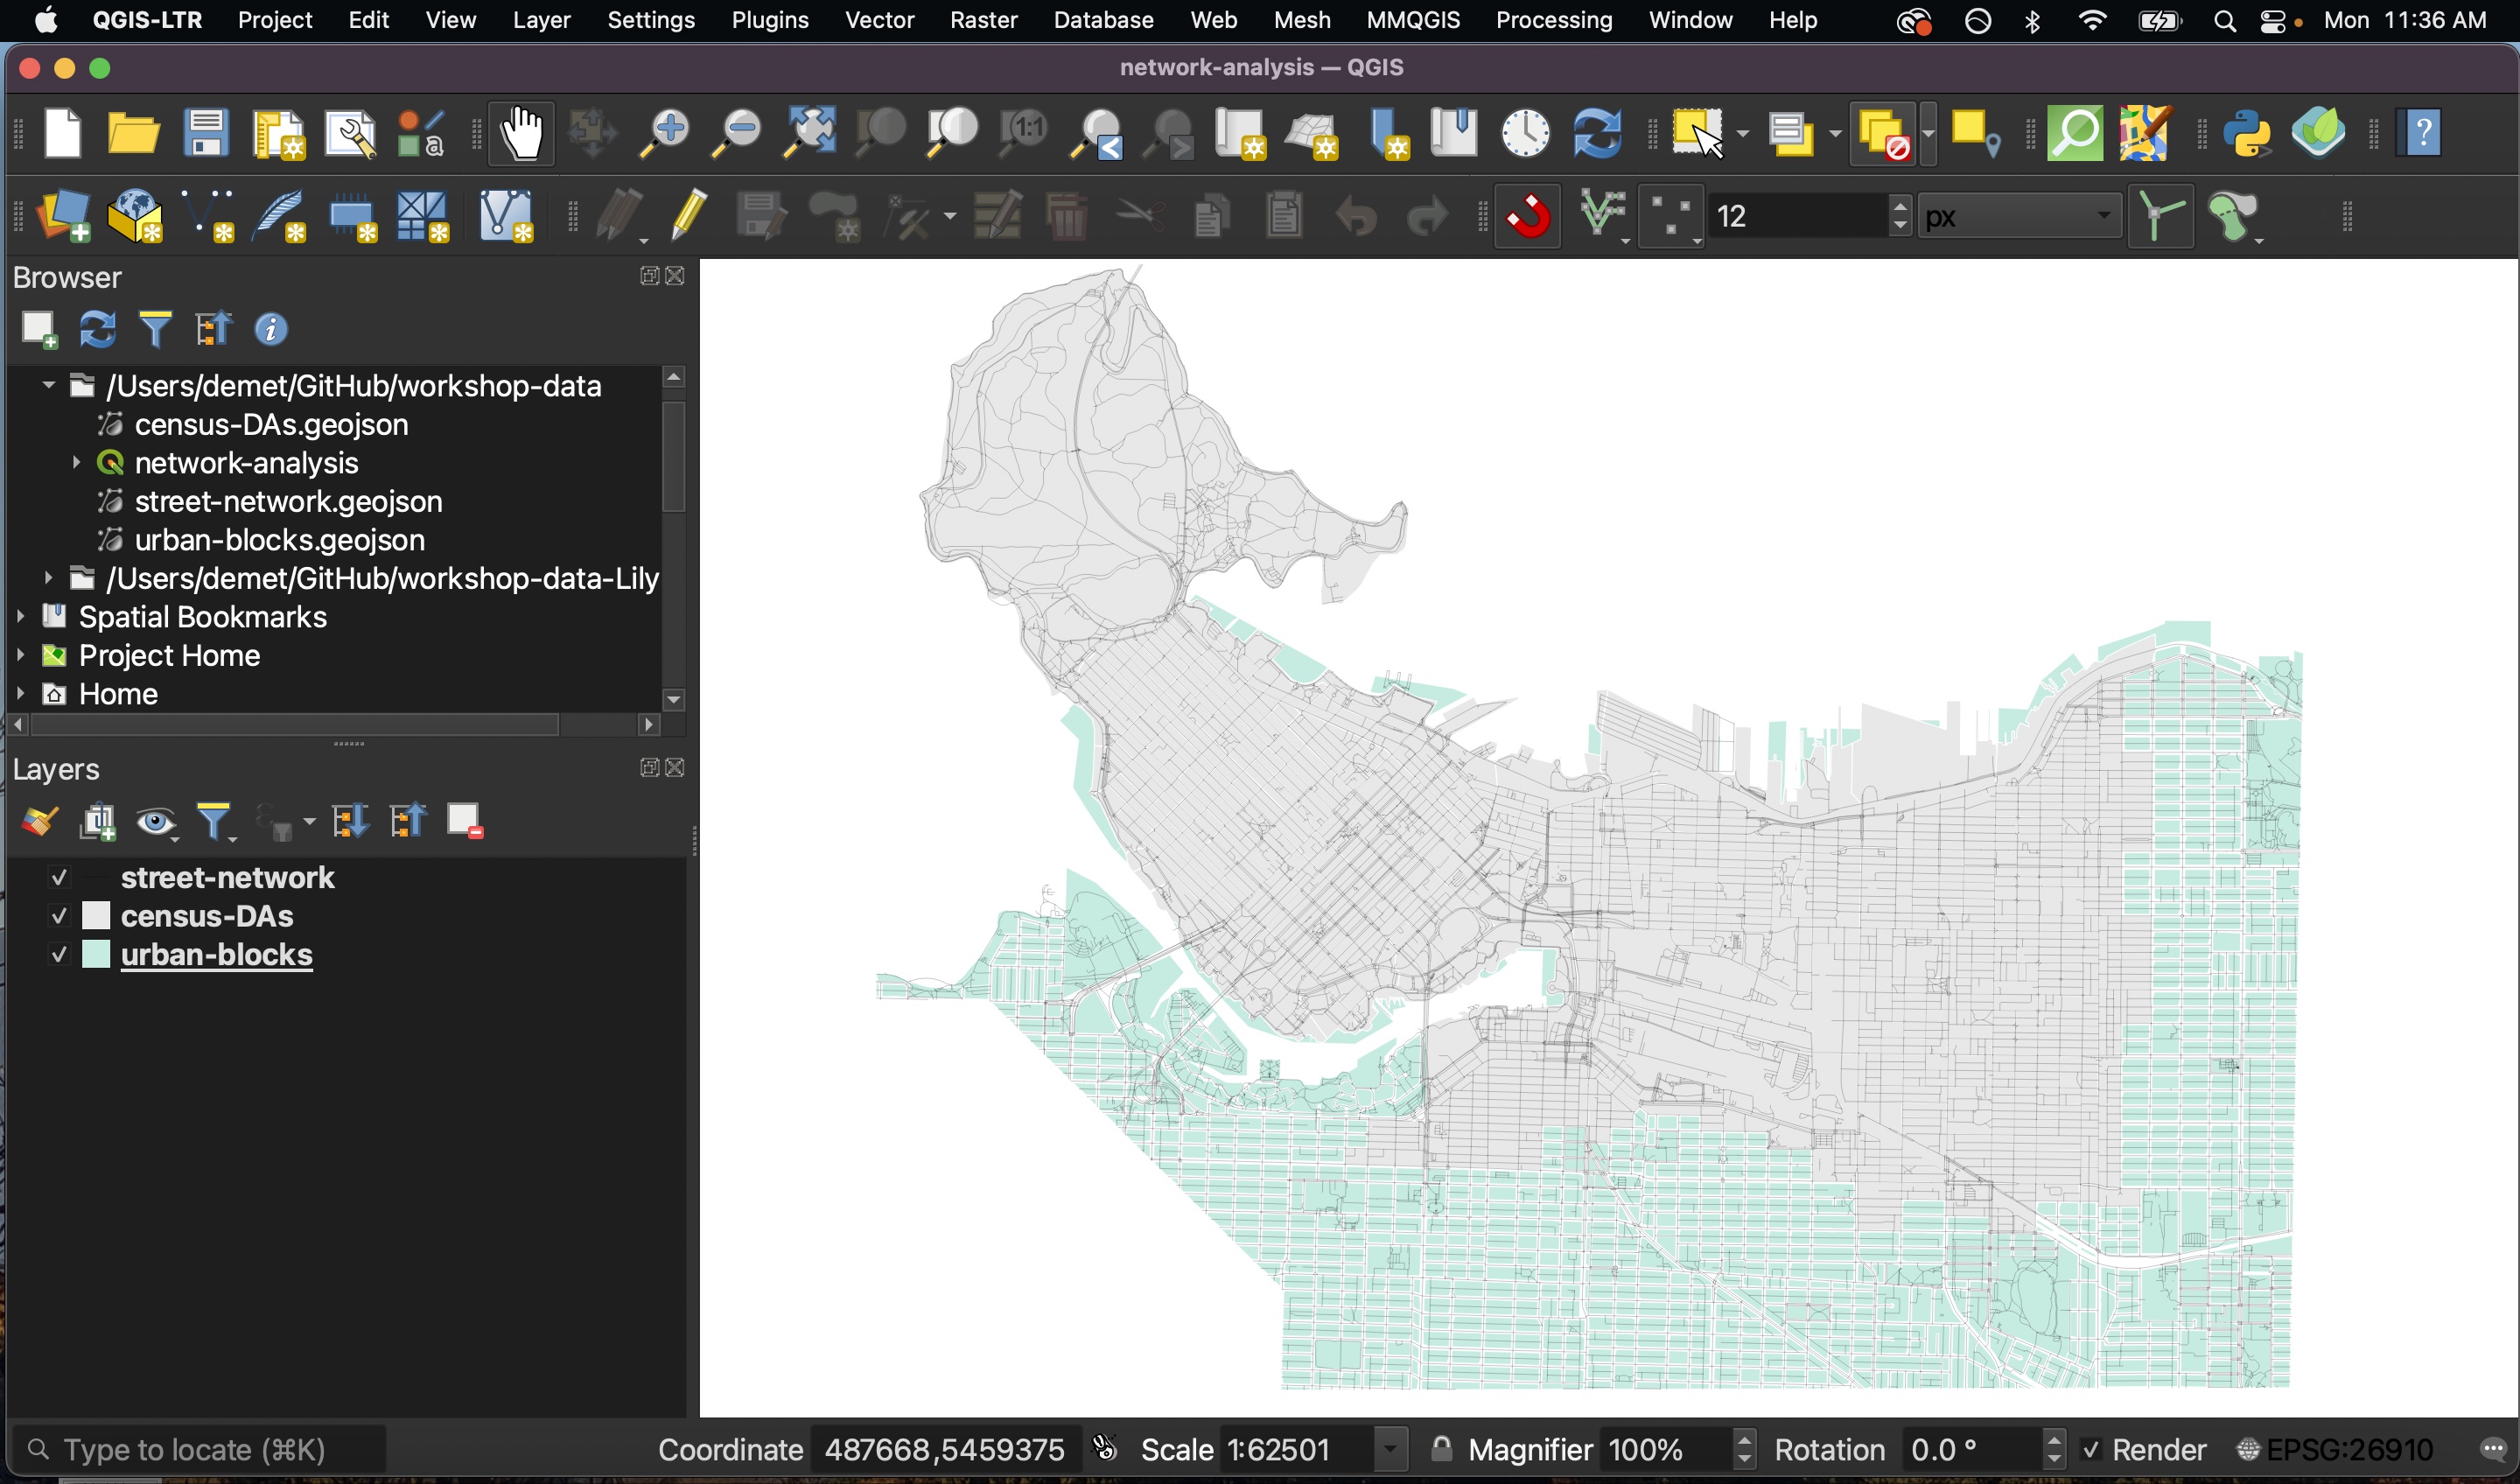 QGIS-LTR Project Edit View Layer Settings Plugins Vector Raster Database Web Mesh MMQGIS Processing Window Help Mon 11:36 AM
network-analysis — QGIS
a 1:1 ?
12 px
Browser
/Users/demet/GitHub/workshop-data
census-DAs.geojson
network-analysis
street-network.geojson
urban-blocks.geojson
/Users/demet/GitHub/workshop-data-Lily
Spatial Bookmarks
Project Home
Home
Layers
street-network
census-DAs
urban-blocks
Type to locate (⌘K) Coordinate 487668,5459375 Scale 1:62501 Magnifier 100% Rotation 0.0 ° Render EPSG:26910